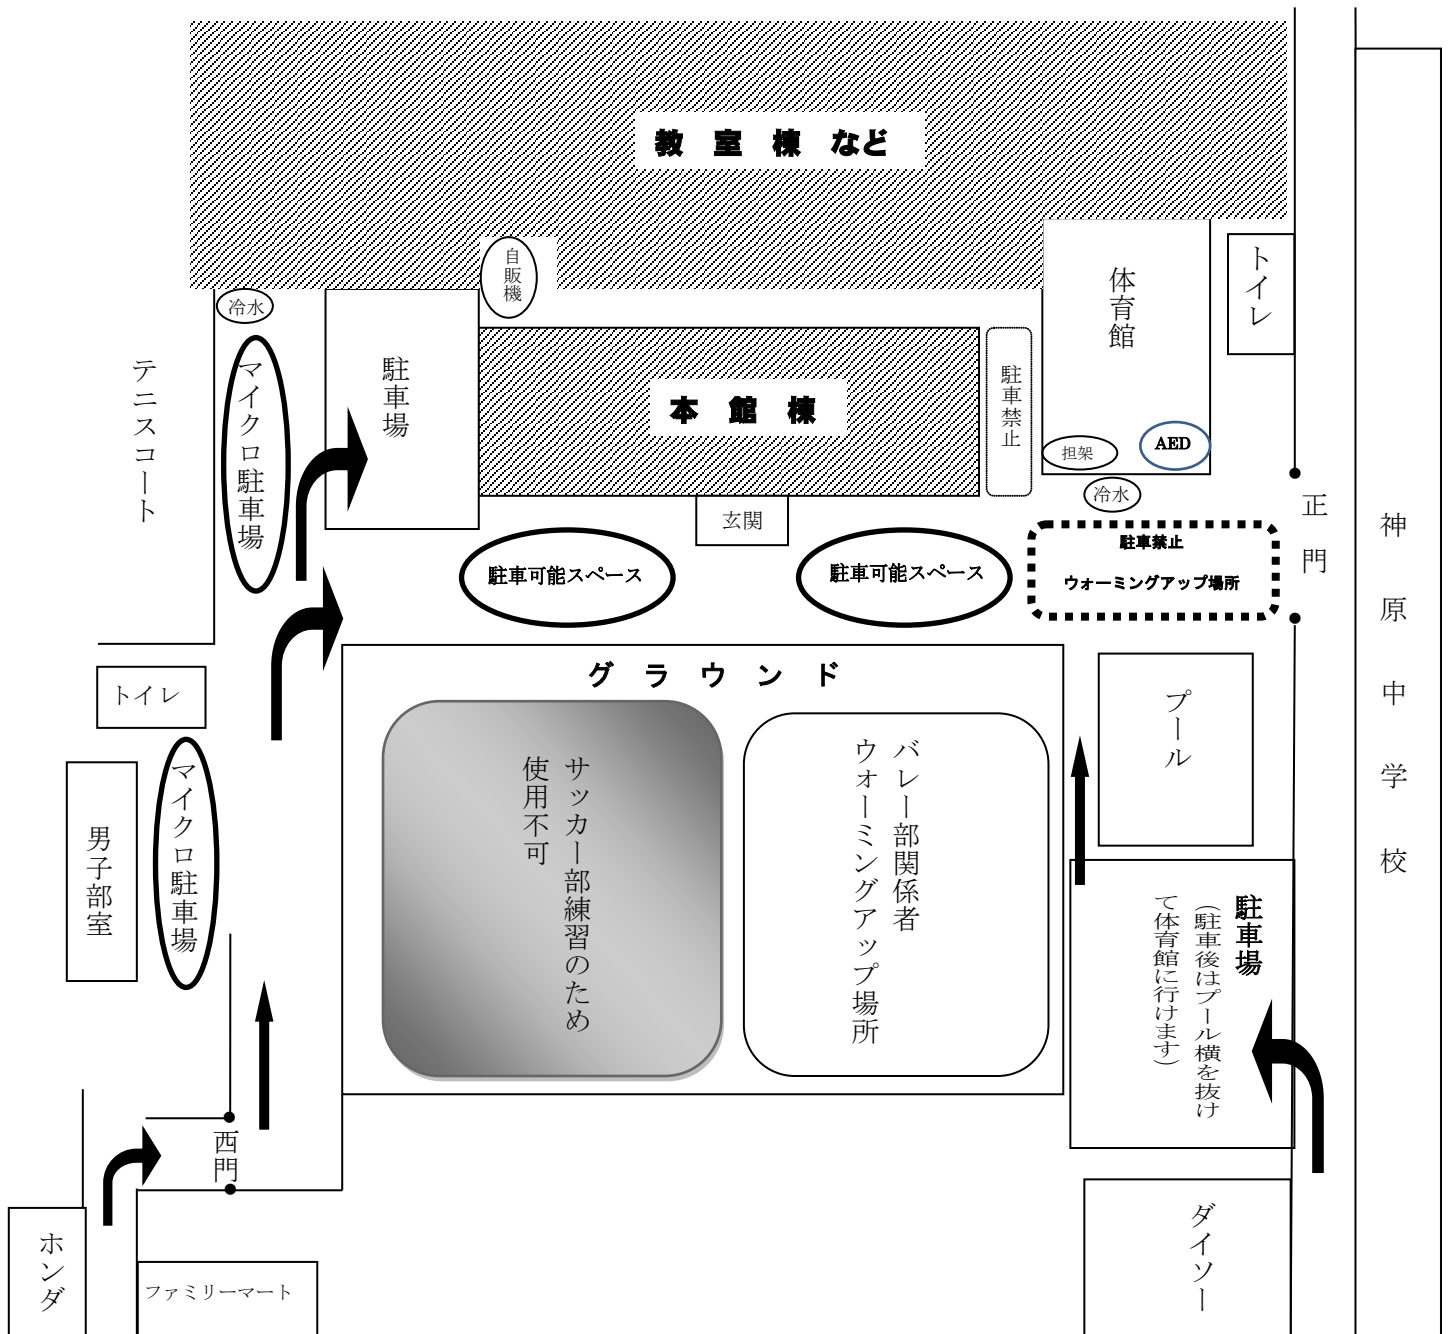 教室棟など
自販機
冷水
体育館
トイレ
テニスコート
マイクロ駐車場
駐車場
本館棟
駐車禁止
担架
AED
冷水
正門
神原中学校
玄関
駐車可能スペース
駐車可能スペース
駐車禁止
ウォーミングアップ場所
グラウンド
トイレ
プール
サッカー部練習のため
使用不可
バレー部関係者
ウオーミングアップ場所
マイクロ駐車場
男子部室
駐車場
(駐車後はプール横を抜け
て体育館に行けます)
西門
ホンダ
ファミリーマート
ダイソー